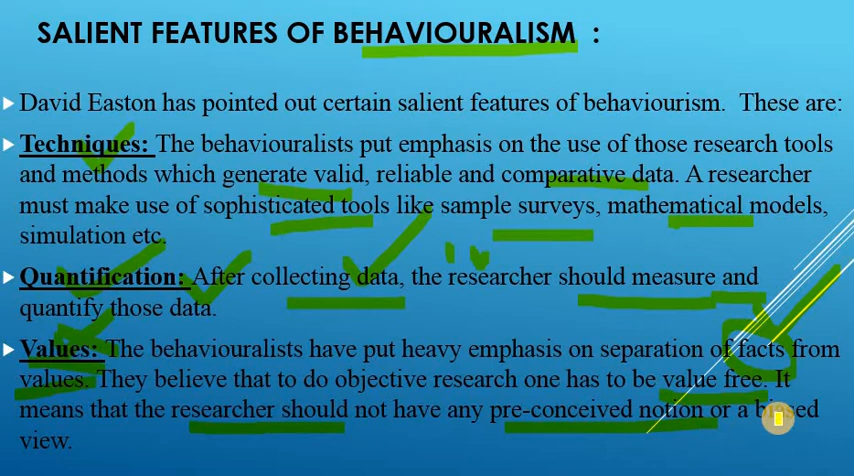 SALIENT FEATURES OF BEHAVIOURALISM :
David Easton has pointed out certain salient features of behaviourism. These are:
Techniques: The behaviouralists put emphasis on the use of those research tools
and methods which generate valid, reliable and comparative data. A researcher
must make use of sophisticated tools like sample surveys, mathematical models,
simulation etc.
Quantification: After collecting data, the researcher should measure and
quantify those data.
Values: The behaviouralists have put heavy emphasis on separation of facts from
values. They believe that to do objective research one has to be value free. It
means that the researcher should not have any pre-conceived notion or a biased
view.